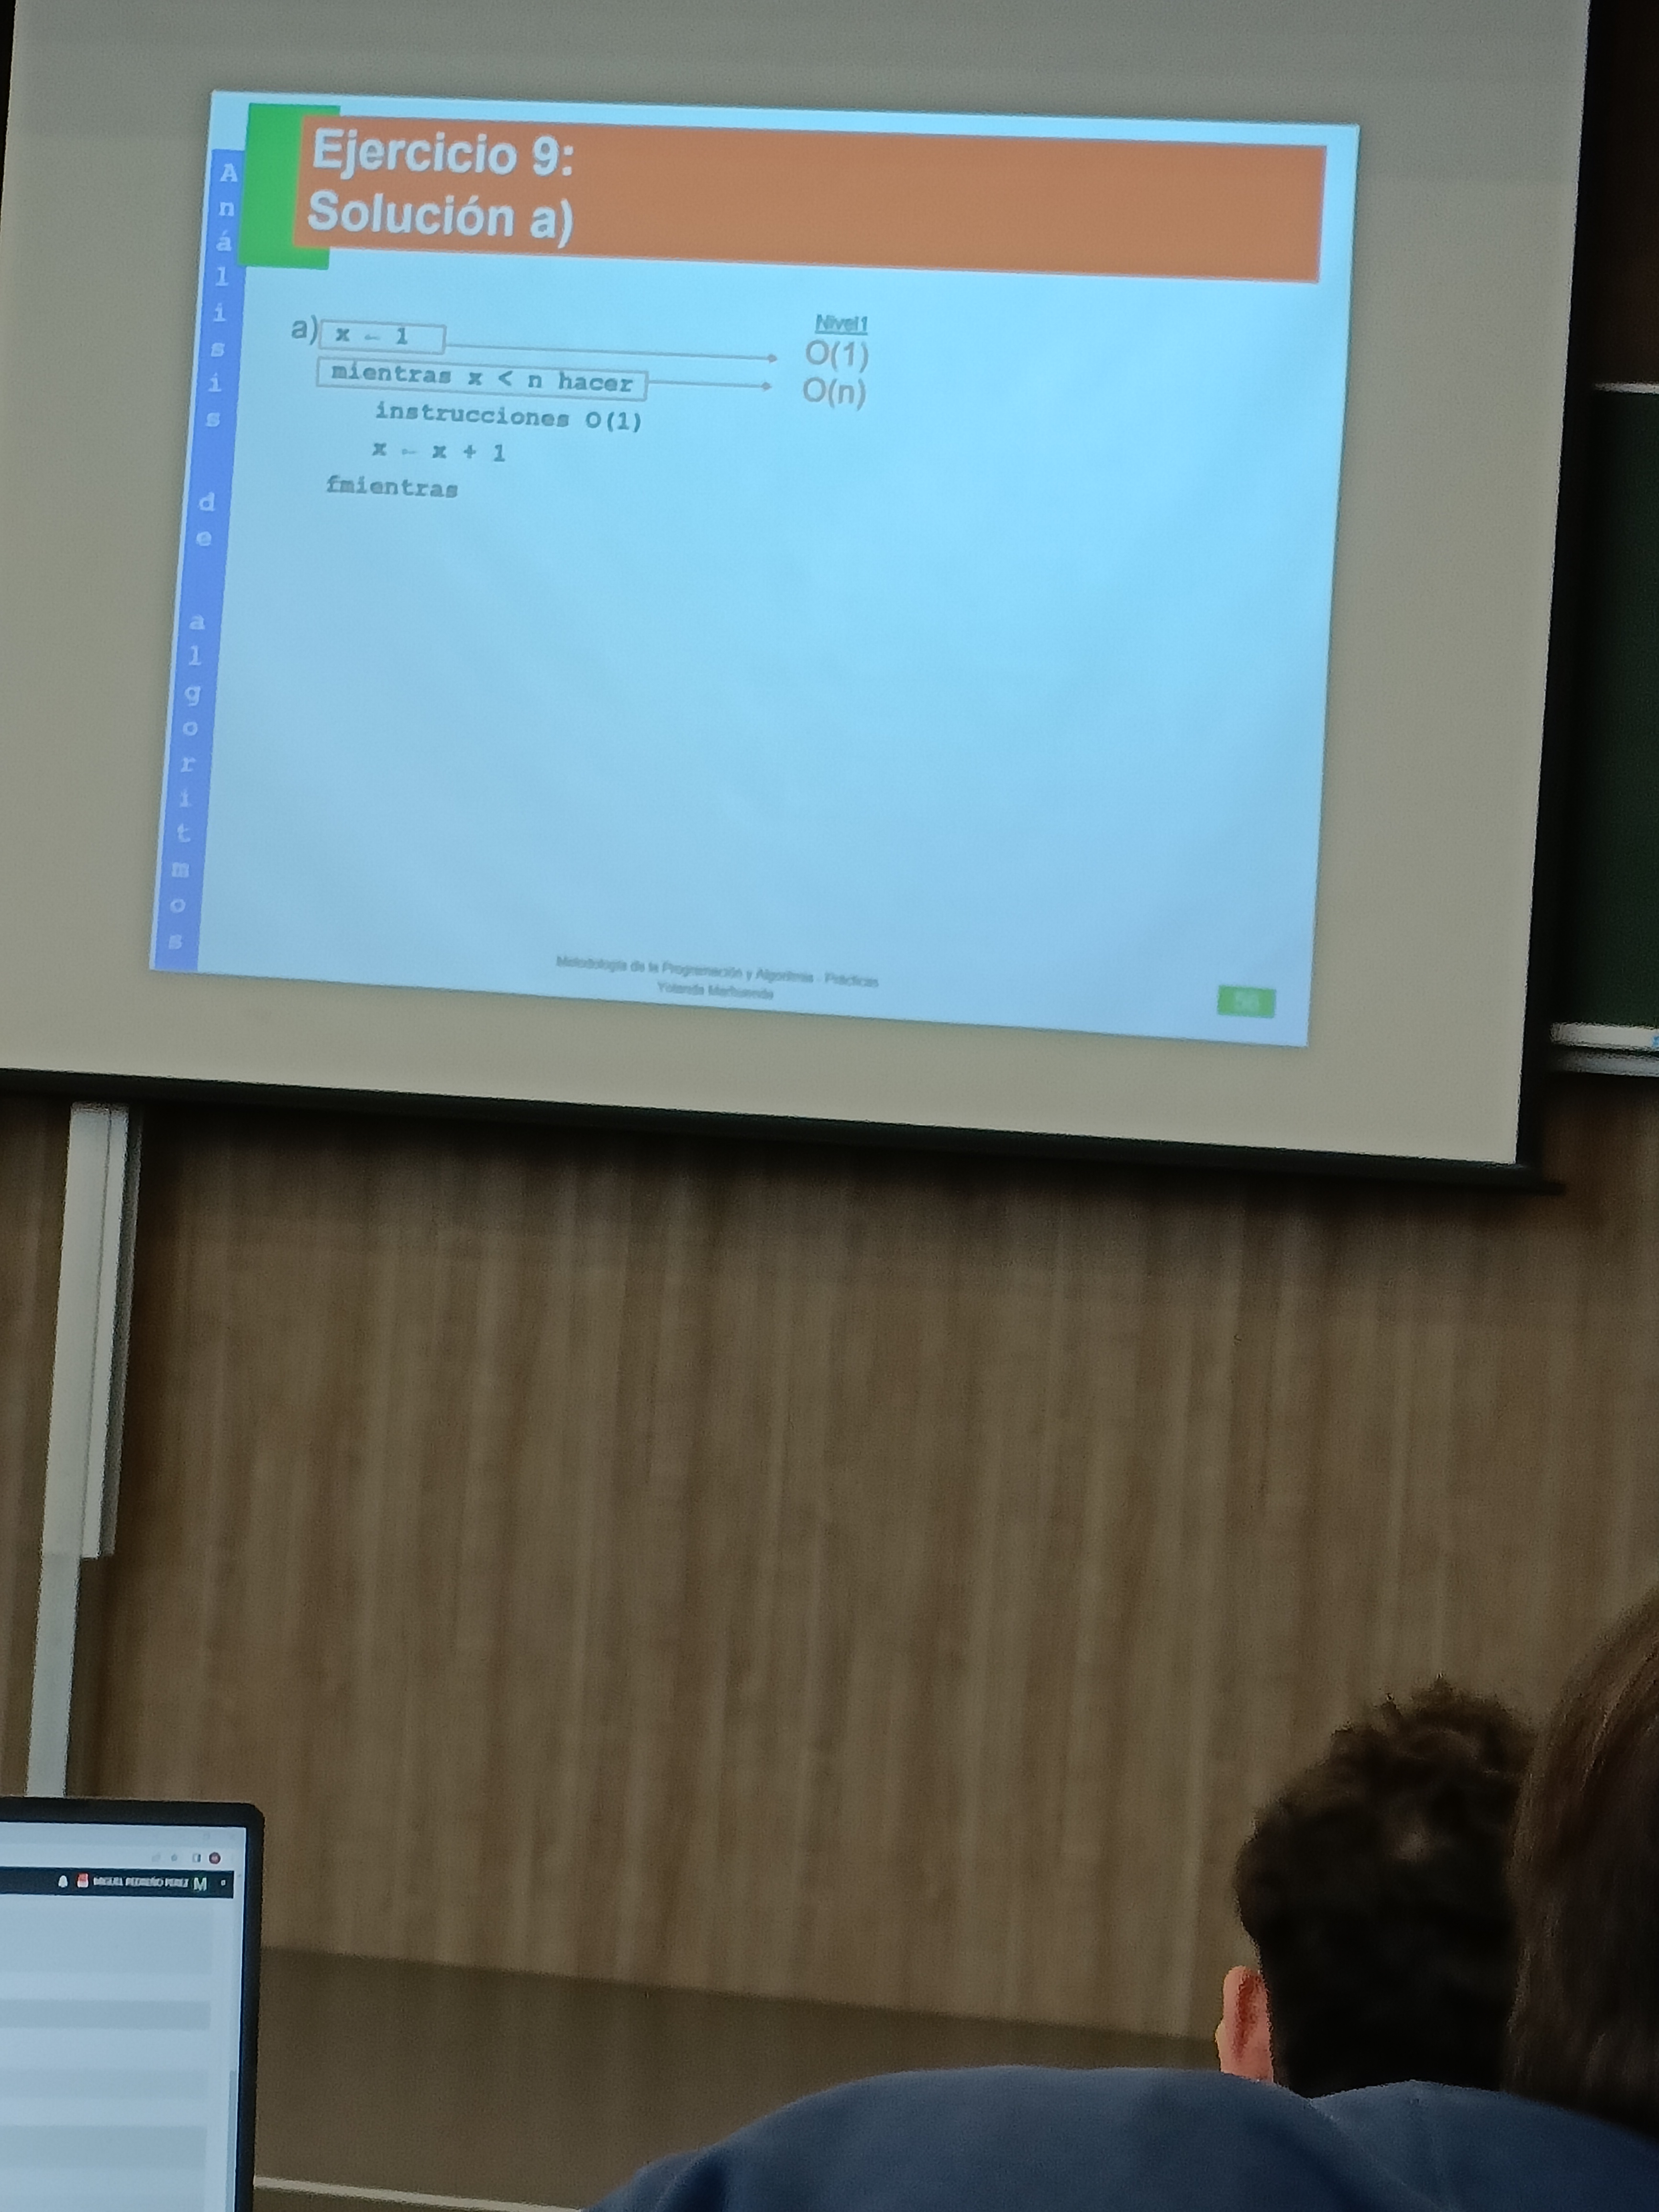 Ejercicio 9:
Solución a)
Análisis de algoritmos
Nivel1
a) x ← 1
O(1)
mientras x < n hacer
O(n)
instrucciones O(1)
x ← x + 1
fmientras
Metodología de la Programación y Algoritmia - Prácticas
Yolanda
56
MIGUEL PEDREÑO PEREZ M